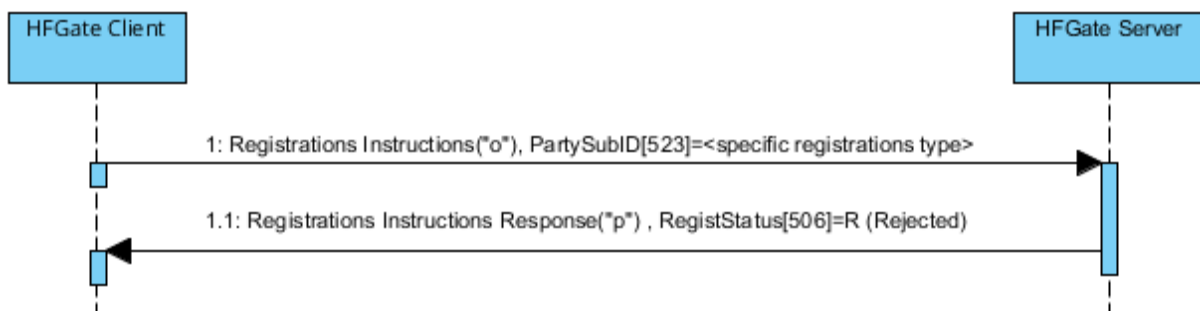 HFGate Client
HFGate Server
1: Registrations Instructions("o"), PartySubID[523]=<specific registrations type>
1.1: Registrations Instructions Response("p") , RegistStatus[506]=R (Rejected)